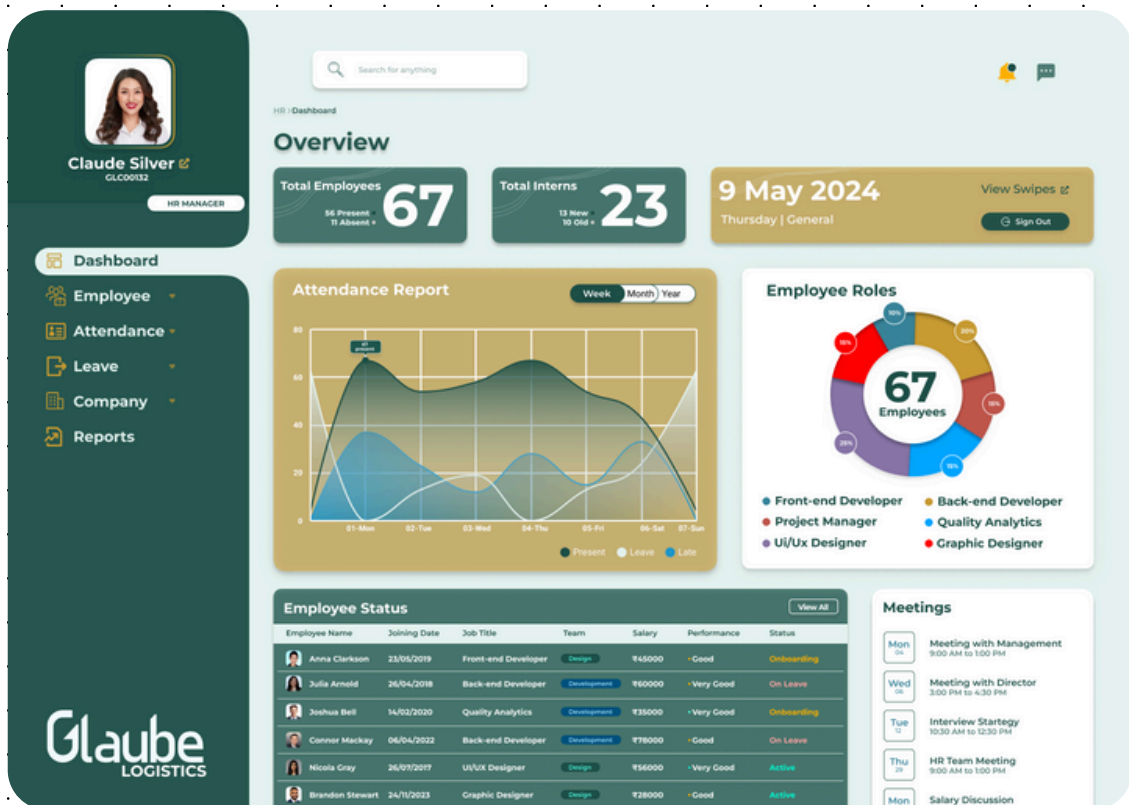 Search for anything
Claude Silver
GLC00132
HR MANAGER
Dashboard
Employee
Attendance
Leave
Company
Reports
Glaube
LOGISTICS
HR > Dashboard
Overview
Total Employees
67
56 Present
11 Absent
Total Interns
23
13 New
10 Old
9 May 2024
Thursday | General
View Swipes
Sign Out
Attendance Report
Week Month Year
80
60
40
20
0
67
present
01-Mon 02-Tue 03-Wed 04-Thu 05-Fri 06-Sat 07-Sun
Present Leave Late
Employee Roles
10%
20%
15%
15%
25%
15%
67
Employees
Front-end Developer Back-end Developer
Project Manager Quality Analytics
Ui/Ux Designer Graphic Designer
Employee Status View All
Employee Name Joining Date Job Title Team Salary Performance Status
Anna Clarkson 23/05/2019 Front-end Developer Design ₹45000 Good Onboarding
Julia Arnold 26/04/2018 Back-end Developer Development ₹60000 Very Good On Leave
Joshua Bell 14/02/2020 Quality Analytics Development ₹35000 Very Good Onboarding
Connor Mackay 06/04/2022 Back-end Developer Development ₹78000 Good On Leave
Nicola Gray 26/07/2017 UI/UX Designer Design ₹56000 Very Good Active
Brandon Stewart 24/11/2023 Graphic Designer Design ₹28000 Good Active
Meetings
Mon
04
Meeting with Management
9:00 AM to 1:00 PM
Wed
06
Meeting with Director
3:00 PM to 4:30 PM
Tue
12
Interview Startegy
10:30 AM to 12:30 PM
Thu
29
HR Team Meeting
9:00 AM to 1:00 PM
Mon
Salary Discussion